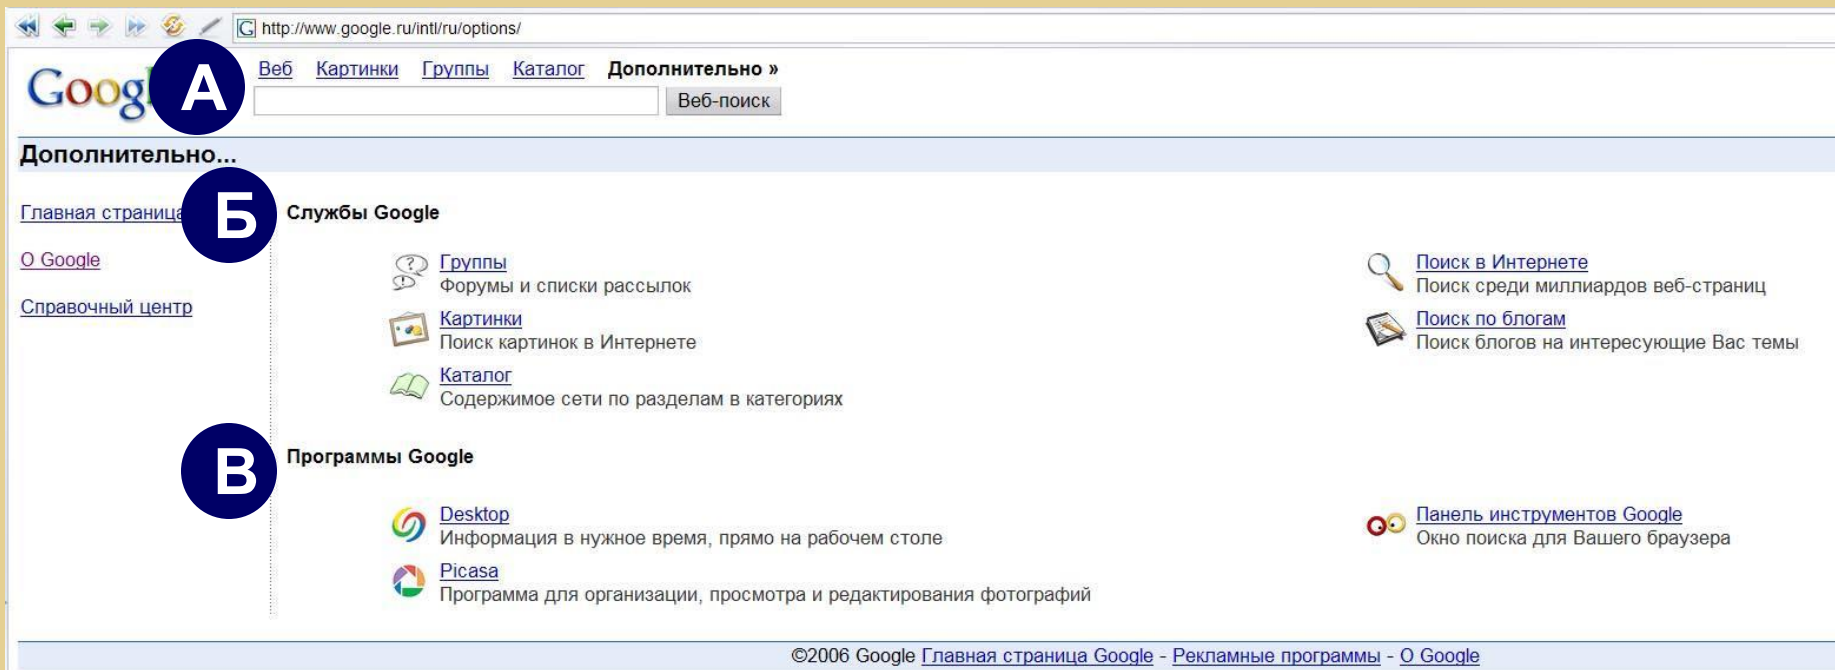 http://www.google.ru/intl/ru/options/
А
Веб Картинки Группы Каталог Дополнительно »
Веб-поиск
Дополнительно...
Главная страница
О Google
Справочный центр
Б
Службы Google
Группы
Форумы и списки рассылок
Картинки
Поиск картинок в Интернете
Каталог
Содержимое сети по разделам в категориях
Поиск в Интернете
Поиск среди миллиардов веб-страниц
Поиск по блогам
Поиск блогов на интересующие Вас темы
В
Программы Google
Desktop
Информация в нужное время, прямо на рабочем столе
Picasa
Программа для организации, просмотра и редактирования фотографий
Панель инструментов Google
Окно поиска для Вашего браузера
©2006 Google Главная страница Google - Рекламные программы - О Google